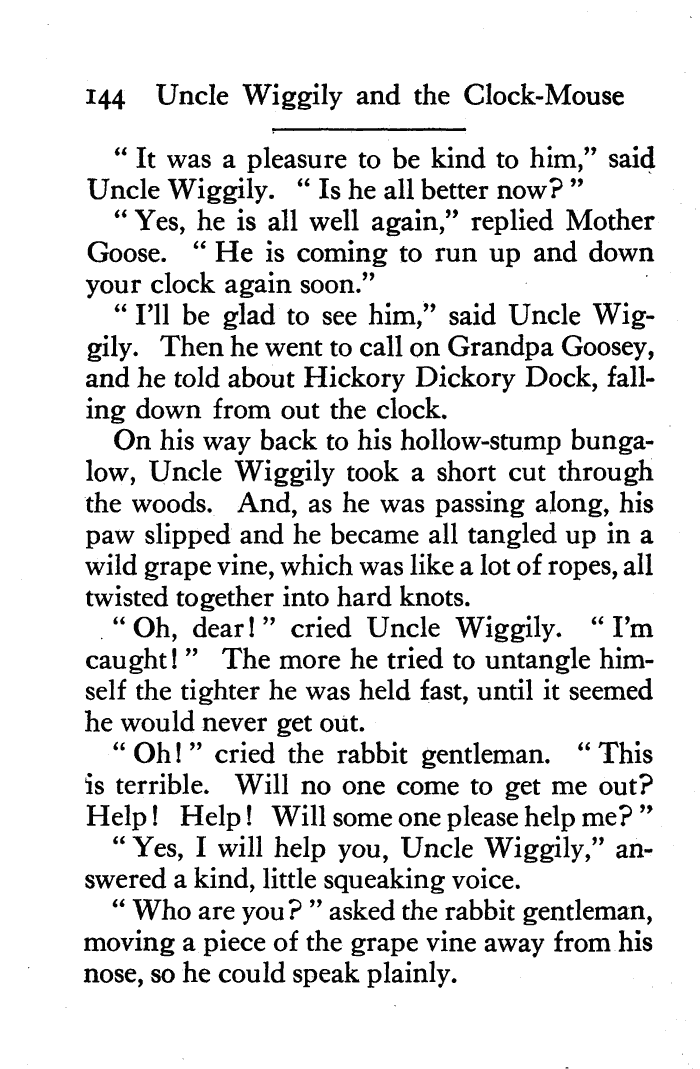 144 Uncle Wiggily and the Clock-Mouse
“ It was a pleasure to be kind to him,” said
Uncle Wiggily. “ Is he all better now? ”
“ Yes, he is all well again,” replied Mother
Goose. “ He is coming to run up and down
your clock again soon.”
“ I’ll be glad to see him,” said Uncle Wig-
gily. Then he went to call on Grandpa Goosey,
and he told about Hickory Dickory Dock, fall-
ing down from out the clock.
On his way back to his hollow-stump bunga-
low, Uncle Wiggily took a short cut through
the woods. And, as he was passing along, his
paw slipped and he became all tangled up in a
wild grape vine, which was like a lot of ropes, all
twisted together into hard knots.
“ Oh, dear! ” cried Uncle Wiggily. “ I’m
caught! ” The more he tried to untangle him-
self the tighter he was held fast, until it seemed
he would never get out.
“ Oh! ” cried the rabbit gentleman. “ This
is terrible. Will no one come to get me out?
Help! Help! Will some one please help me? ”
“ Yes, I will help you, Uncle Wiggily,” an-
swered a kind, little squeaking voice.
“ Who are you? ” asked the rabbit gentleman,
moving a piece of the grape vine away from his
nose, so he could speak plainly.